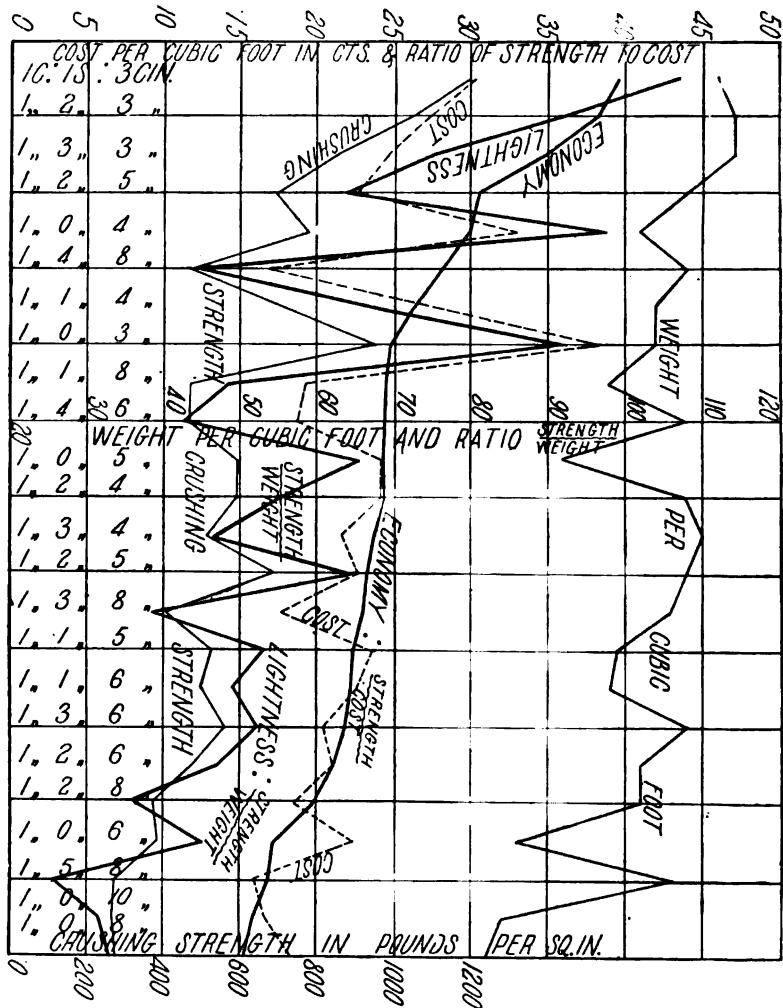 0 5 10 15 20 25 30 35 40 45 50
COST PER CUBIC FOOT IN CTS. & RATIO OF STRENGTH TO COST
1C: 1S: 3CIN.
1 „ 2 „ 3 „
1 „ 3 „ 3 „
1 „ 2 „ 5 „
1 „ 0 „ 4 „
1 „ 4 „ 8 „
1 „ 1 „ 4 „
1 „ 0 „ 3 „
1 „ 1 „ 8 „
1 „ 4 „ 6 „
20 30 40 50 60 70 80 90 100 110 120
WEIGHT PER CUBIC FOOT AND RATIO STRENGTH
WEIGHT
1 „ 0 „ 5 „
1 „ 2 „ 4 „
1 „ 3 „ 4 „
1 „ 2 „ 5 „
1 „ 3 „ 8 „
1 „ 1 „ 5 „
1 „ 1 „ 6 „
1 „ 3 „ 6 „
1 „ 2 „ 6 „
1 „ 2 „ 8 „
1 „ 0 „ 6 „
1 „ 5 „ 8 „
1 „ 0 „ 10 „
1 „ 0 „ 8 „
CRUSHING STRENGTH IN POUNDS PER SQ.IN.
0 200 400 600 800 1000 1200
CRUSHING
COST
LIGHTNESS
ECONOMY
STRENGTH
WEIGHT
CRUSHING
STRENGTH
WEIGHT
ECONOMY:
PER
COST
STRENGTH
LIGHTNESS:
STRENGTH
COST
CUBIC
STRENGTH
WEIGHT
COST
FOOT